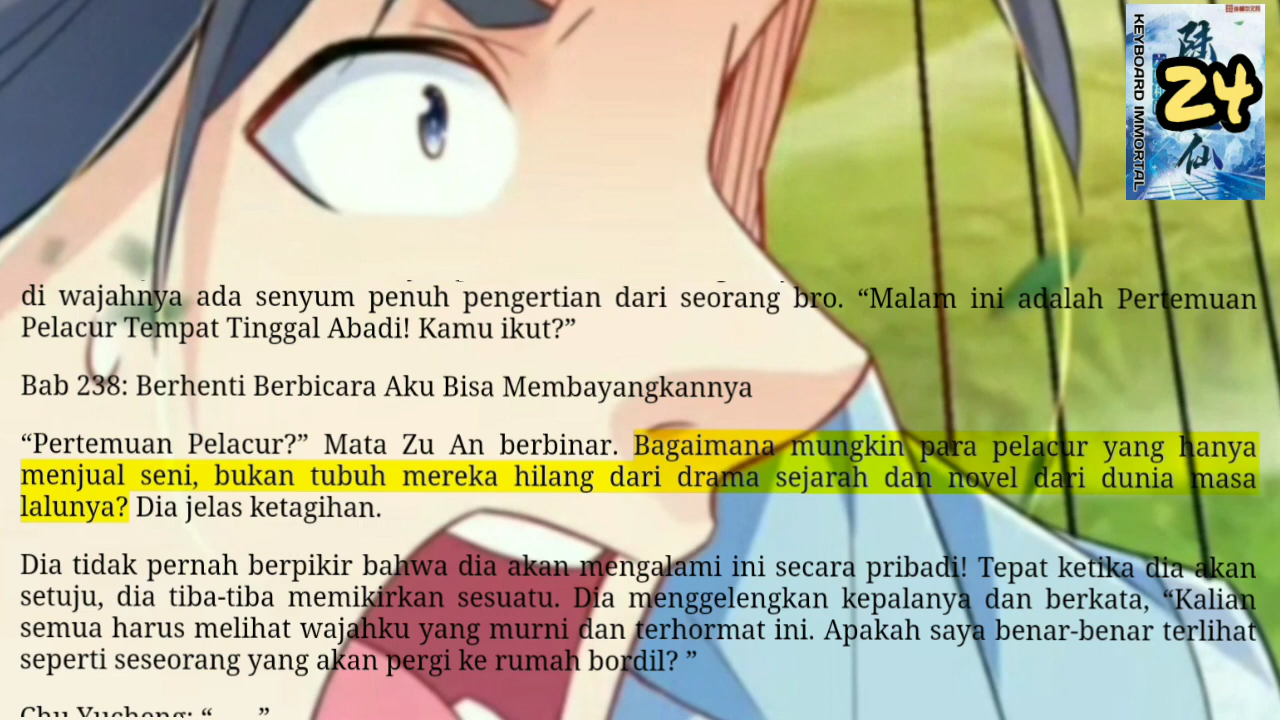 KEYBOARD IMMORTAL
陆
仙
24
di wajahnya ada senyum penuh pengertian dari seorang bro. “Malam ini adalah Pertemuan
Pelacur Tempat Tinggal Abadi! Kamu ikut?”
Bab 238: Berhenti Berbicara Aku Bisa Membayangkannya
“Pertemuan Pelacur?” Mata Zu An berbinar. Bagaimana mungkin para pelacur yang hanya
menjual seni, bukan tubuh mereka hilang dari drama sejarah dan novel dari dunia masa
lalunya? Dia jelas ketagihan.
Dia tidak pernah berpikir bahwa dia akan mengalami ini secara pribadi! Tepat ketika dia akan
setuju, dia tiba-tiba memikirkan sesuatu. Dia menggelengkan kepalanya dan berkata, “Kalian
semua harus melihat wajahku yang murni dan terhormat ini. Apakah saya benar-benar terlihat
seperti seseorang yang akan pergi ke rumah bordil? ”
Chu Yucheng: “......”